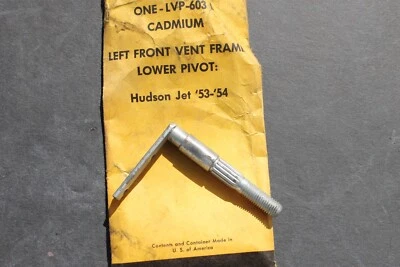 ONE-LVP-603
CADMIUM
LEFT FRONT VENT FRAME
LOWER PIVOT:
Hudson Jet '53-'54
Contents and Container Made in
U. S. of America